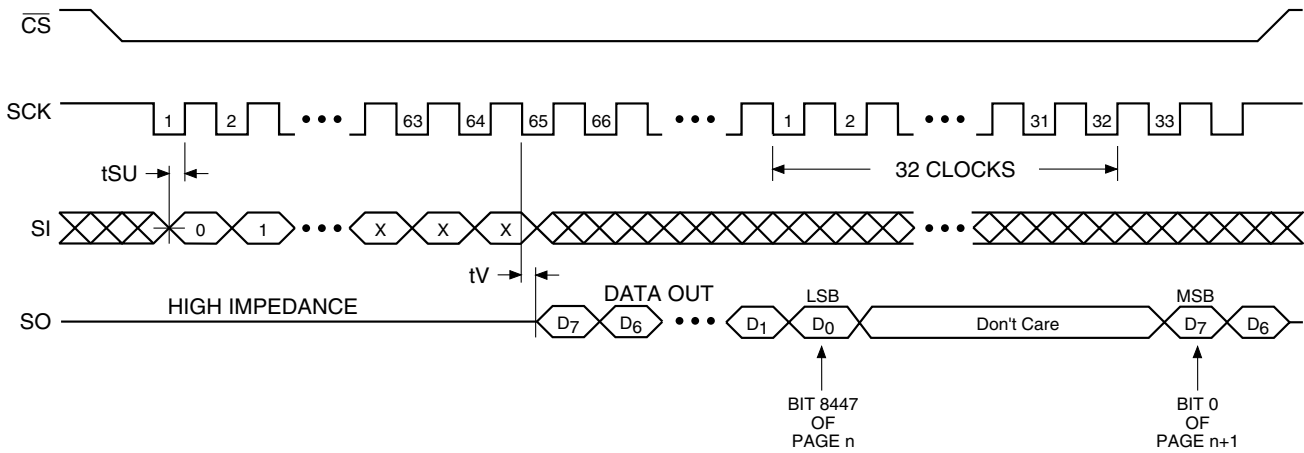 CS
SCK
1 2 63 64 65 66 1 2 31 32 33
tSU
32 CLOCKS
SI
0 1 X X X
tV
HIGH IMPEDANCE
DATA OUT
LSB
MSB
SO
D7 D6 D1 D0 Don't Care D7 D6
BIT 8447
OF
PAGE n
BIT 0
OF
PAGE n+1